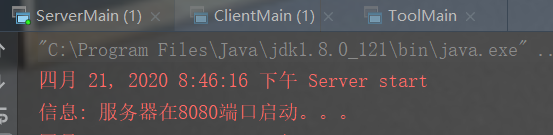 ServerMain (1) ClientMain (1) ToolMain
"C:\Program Files\Java\jdk1.8.0_121\bin\java.exe" ..
四月 21, 2020 8:46:16 下午 Server start
信息: 服务器在8080端口启动。。。